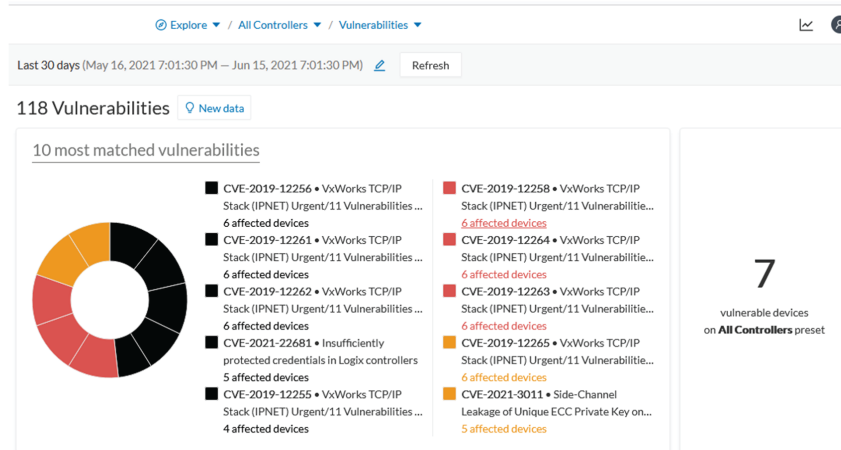 Explore / All Controllers / Vulnerabilities
Last 30 days (May 16, 2021 7:01:30 PM — Jun 15, 2021 7:01:30 PM) Refresh
118 Vulnerabilities New data
10 most matched vulnerabilities
CVE-2019-12256 • VxWorks TCP/IP
Stack (IPNET) Urgent/11 Vulnerabilities ...
6 affected devices
CVE-2019-12261 • VxWorks TCP/IP
Stack (IPNET) Urgent/11 Vulnerabilities ...
6 affected devices
CVE-2019-12262 • VxWorks TCP/IP
Stack (IPNET) Urgent/11 Vulnerabilities ...
6 affected devices
CVE-2021-22681 • Insufficiently
protected credentials in Logix controllers
5 affected devices
CVE-2019-12255 • VxWorks TCP/IP
Stack (IPNET) Urgent/11 Vulnerabilities ...
4 affected devices
CVE-2019-12258 • VxWorks TCP/IP
Stack (IPNET) Urgent/11 Vulnerabilitie...
6 affected devices
CVE-2019-12264 • VxWorks TCP/IP
Stack (IPNET) Urgent/11 Vulnerabilitie...
6 affected devices
CVE-2019-12263 • VxWorks TCP/IP
Stack (IPNET) Urgent/11 Vulnerabilitie...
6 affected devices
CVE-2019-12265 • VxWorks TCP/IP
Stack (IPNET) Urgent/11 Vulnerabilitie...
6 affected devices
CVE-2021-3011 • Side-Channel
Leakage of Unique ECC Private Key on...
5 affected devices
7
vulnerable devices
on All Controllers preset